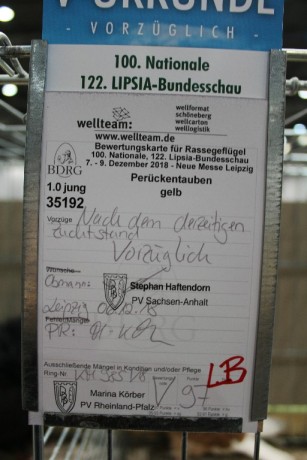 URKUNDE
- VORZÜGLICH -
100. Nationale
122. LIPSIA-Bundesschau
wellteam:
wellformat
schöneberg
wellcarton
welllogistik
www.wellteam.de
Bewertungskarte für Rassegeflügel
100. Nationale, 122. Lipsia-Bundesschau
7. - 9. Dezember 2018 - Neue Messe Leipzig
BDRG
Perückentauben
gelb
1.0 jung
35192
Vorzüge
Nach dem derzeitigen
Zuchtstand
Vorzüglich
Wünsche
Obmann:
Stephan Haftendorn
PV Sachsen-Anhalt
Leipzig
Mängel
PR:
Ausschließende Mängel in Kondition und/oder Pflege
Ring-Nr.
LB
Marina Körber
PV Rheinland-Pfalz
V 97